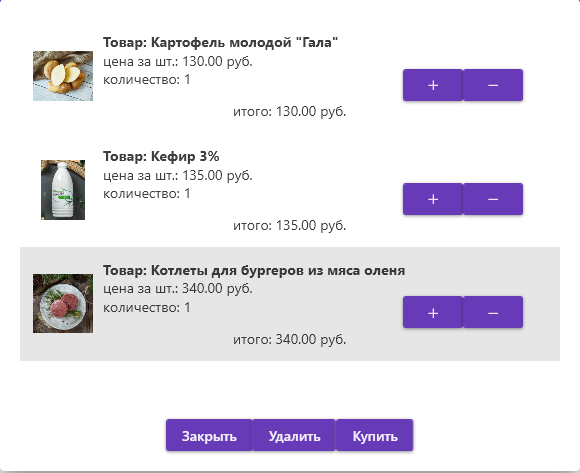 Товар: Картофель молодой "Гала"
цена за шт.: 130.00 руб.
количество: 1
+ −
итого: 130.00 руб.
Товар: Кефир 3%
цена за шт.: 135.00 руб.
количество: 1
+ −
итого: 135.00 руб.
Товар: Котлеты для бургеров из мяса оленя
цена за шт.: 340.00 руб.
количество: 1
+ −
итого: 340.00 руб.
Закрыть Удалить Купить